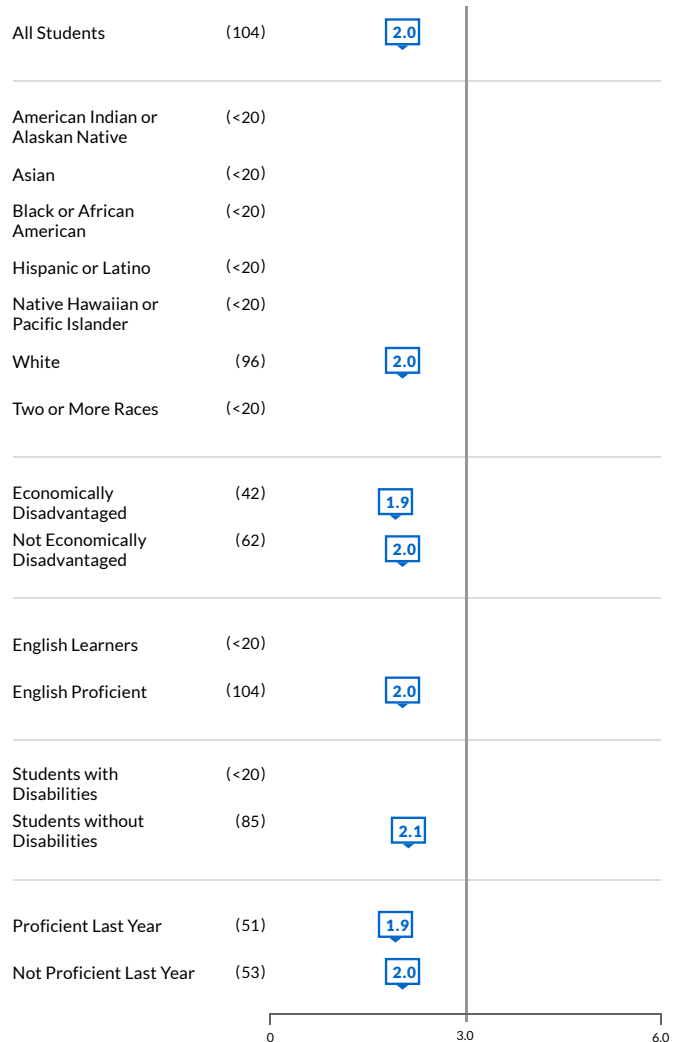 All Students (104) 2.0
American Indian or (<20)
Alaskan Native
Asian (<20)
Black or African (<20)
American
Hispanic or Latino (<20)
Native Hawaiian or (<20)
Pacific Islander
White (96) 2.0
Two or More Races (<20)
Economically (42) 1.9
Disadvantaged
Not Economically (62) 2.0
Disadvantaged
English Learners (<20)
English Proficient (104) 2.0
Students with (<20)
Disabilities
Students without (85) 2.1
Disabilities
Proficient Last Year (51) 1.9
Not Proficient Last Year (53) 2.0
0 3.0 6.0